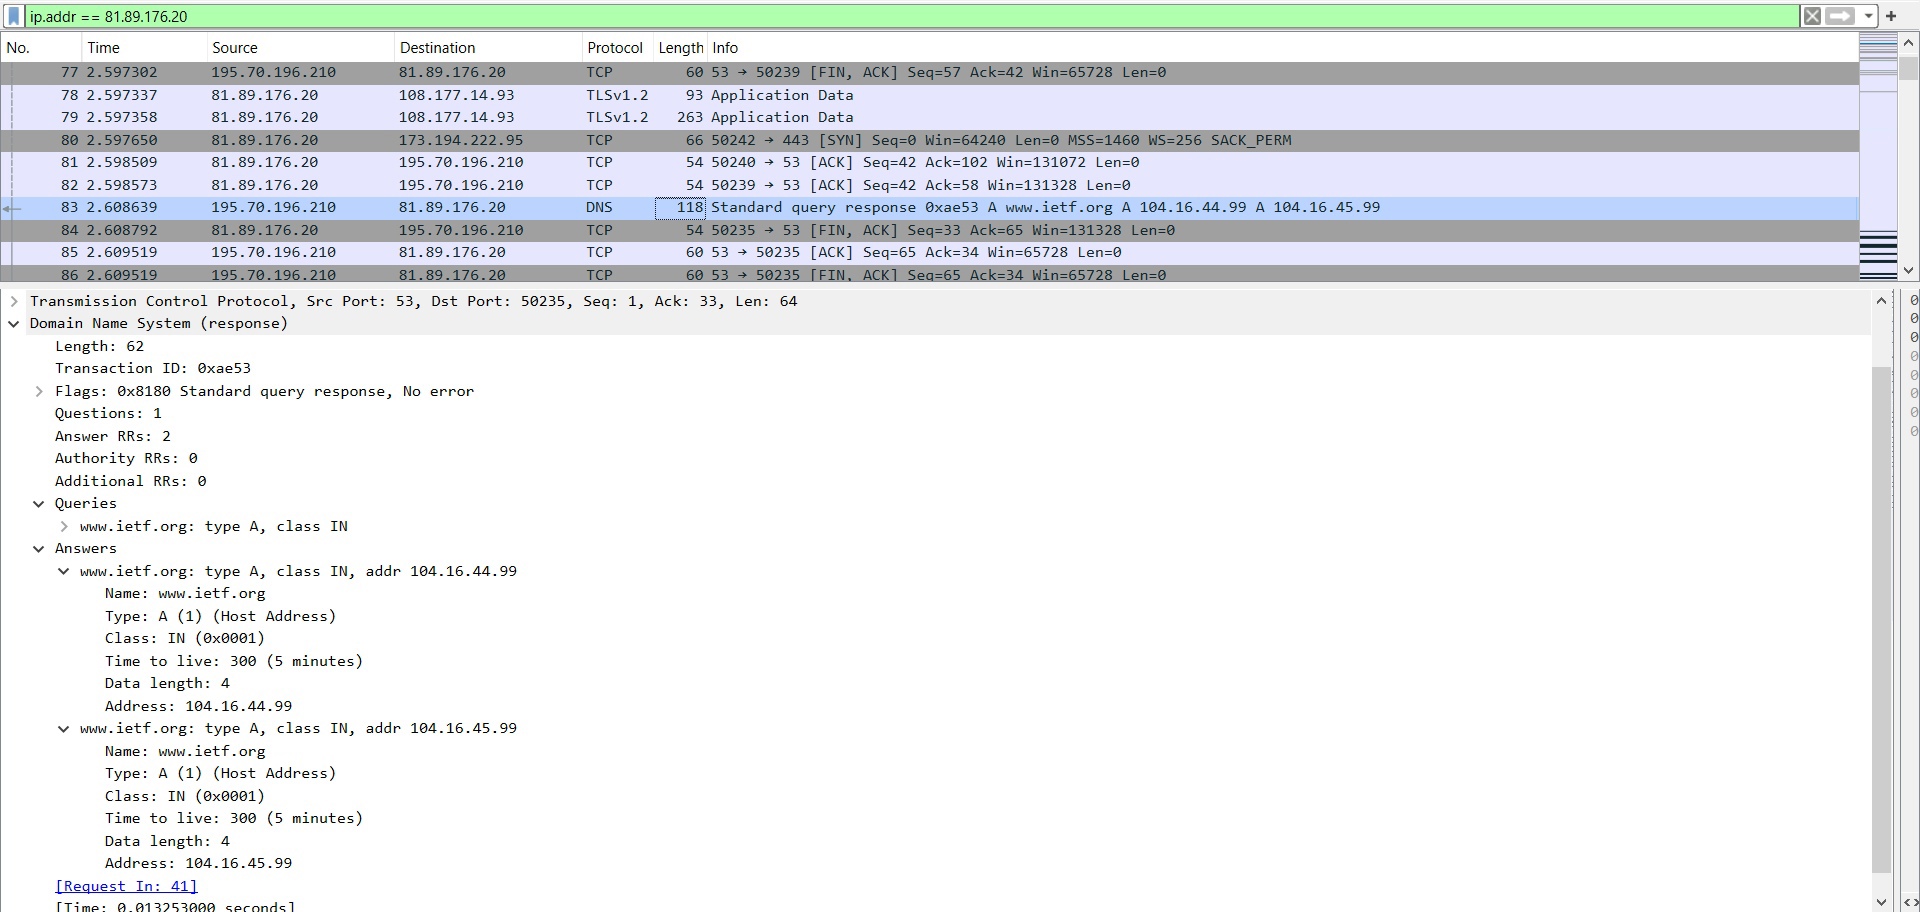 ip.addr == 81.89.176.20
No. Time Source Destination Protocol Length Info
77 2.597302 195.70.196.210 81.89.176.20 TCP 60 53 → 50239 [FIN, ACK] Seq=57 Ack=42 Win=65728 Len=0
78 2.597337 81.89.176.20 108.177.14.93 TLSv1.2 93 Application Data
79 2.597358 81.89.176.20 108.177.14.93 TLSv1.2 263 Application Data
80 2.597650 81.89.176.20 173.194.222.95 TCP 66 50242 → 443 [SYN] Seq=0 Win=64240 Len=0 MSS=1460 WS=256 SACK_PERM
81 2.598509 81.89.176.20 195.70.196.210 TCP 54 50240 → 53 [ACK] Seq=42 Ack=102 Win=131072 Len=0
82 2.598573 81.89.176.20 195.70.196.210 TCP 54 50239 → 53 [ACK] Seq=42 Ack=58 Win=131328 Len=0
83 2.608639 195.70.196.210 81.89.176.20 DNS 118 Standard query response 0xae53 A www.ietf.org A 104.16.44.99 A 104.16.45.99
84 2.608792 81.89.176.20 195.70.196.210 TCP 54 50235 → 53 [FIN, ACK] Seq=33 Ack=65 Win=131328 Len=0
85 2.609519 195.70.196.210 81.89.176.20 TCP 60 53 → 50235 [ACK] Seq=65 Ack=34 Win=65728 Len=0
86 2.609519 195.70.196.210 81.89.176.20 TCP 60 53 → 50235 [FIN, ACK] Seq=65 Ack=34 Win=65728 Len=0
Transmission Control Protocol, Src Port: 53, Dst Port: 50235, Seq: 1, Ack: 33, Len: 64
Domain Name System (response)
Length: 62
Transaction ID: 0xae53
Flags: 0x8180 Standard query response, No error
Questions: 1
Answer RRs: 2
Authority RRs: 0
Additional RRs: 0
Queries
www.ietf.org: type A, class IN
Answers
www.ietf.org: type A, class IN, addr 104.16.44.99
Name: www.ietf.org
Type: A (1) (Host Address)
Class: IN (0x0001)
Time to live: 300 (5 minutes)
Data length: 4
Address: 104.16.44.99
www.ietf.org: type A, class IN, addr 104.16.45.99
Name: www.ietf.org
Type: A (1) (Host Address)
Class: IN (0x0001)
Time to live: 300 (5 minutes)
Data length: 4
Address: 104.16.45.99
[Request In: 41]
[Time: 0.013253000 seconds]